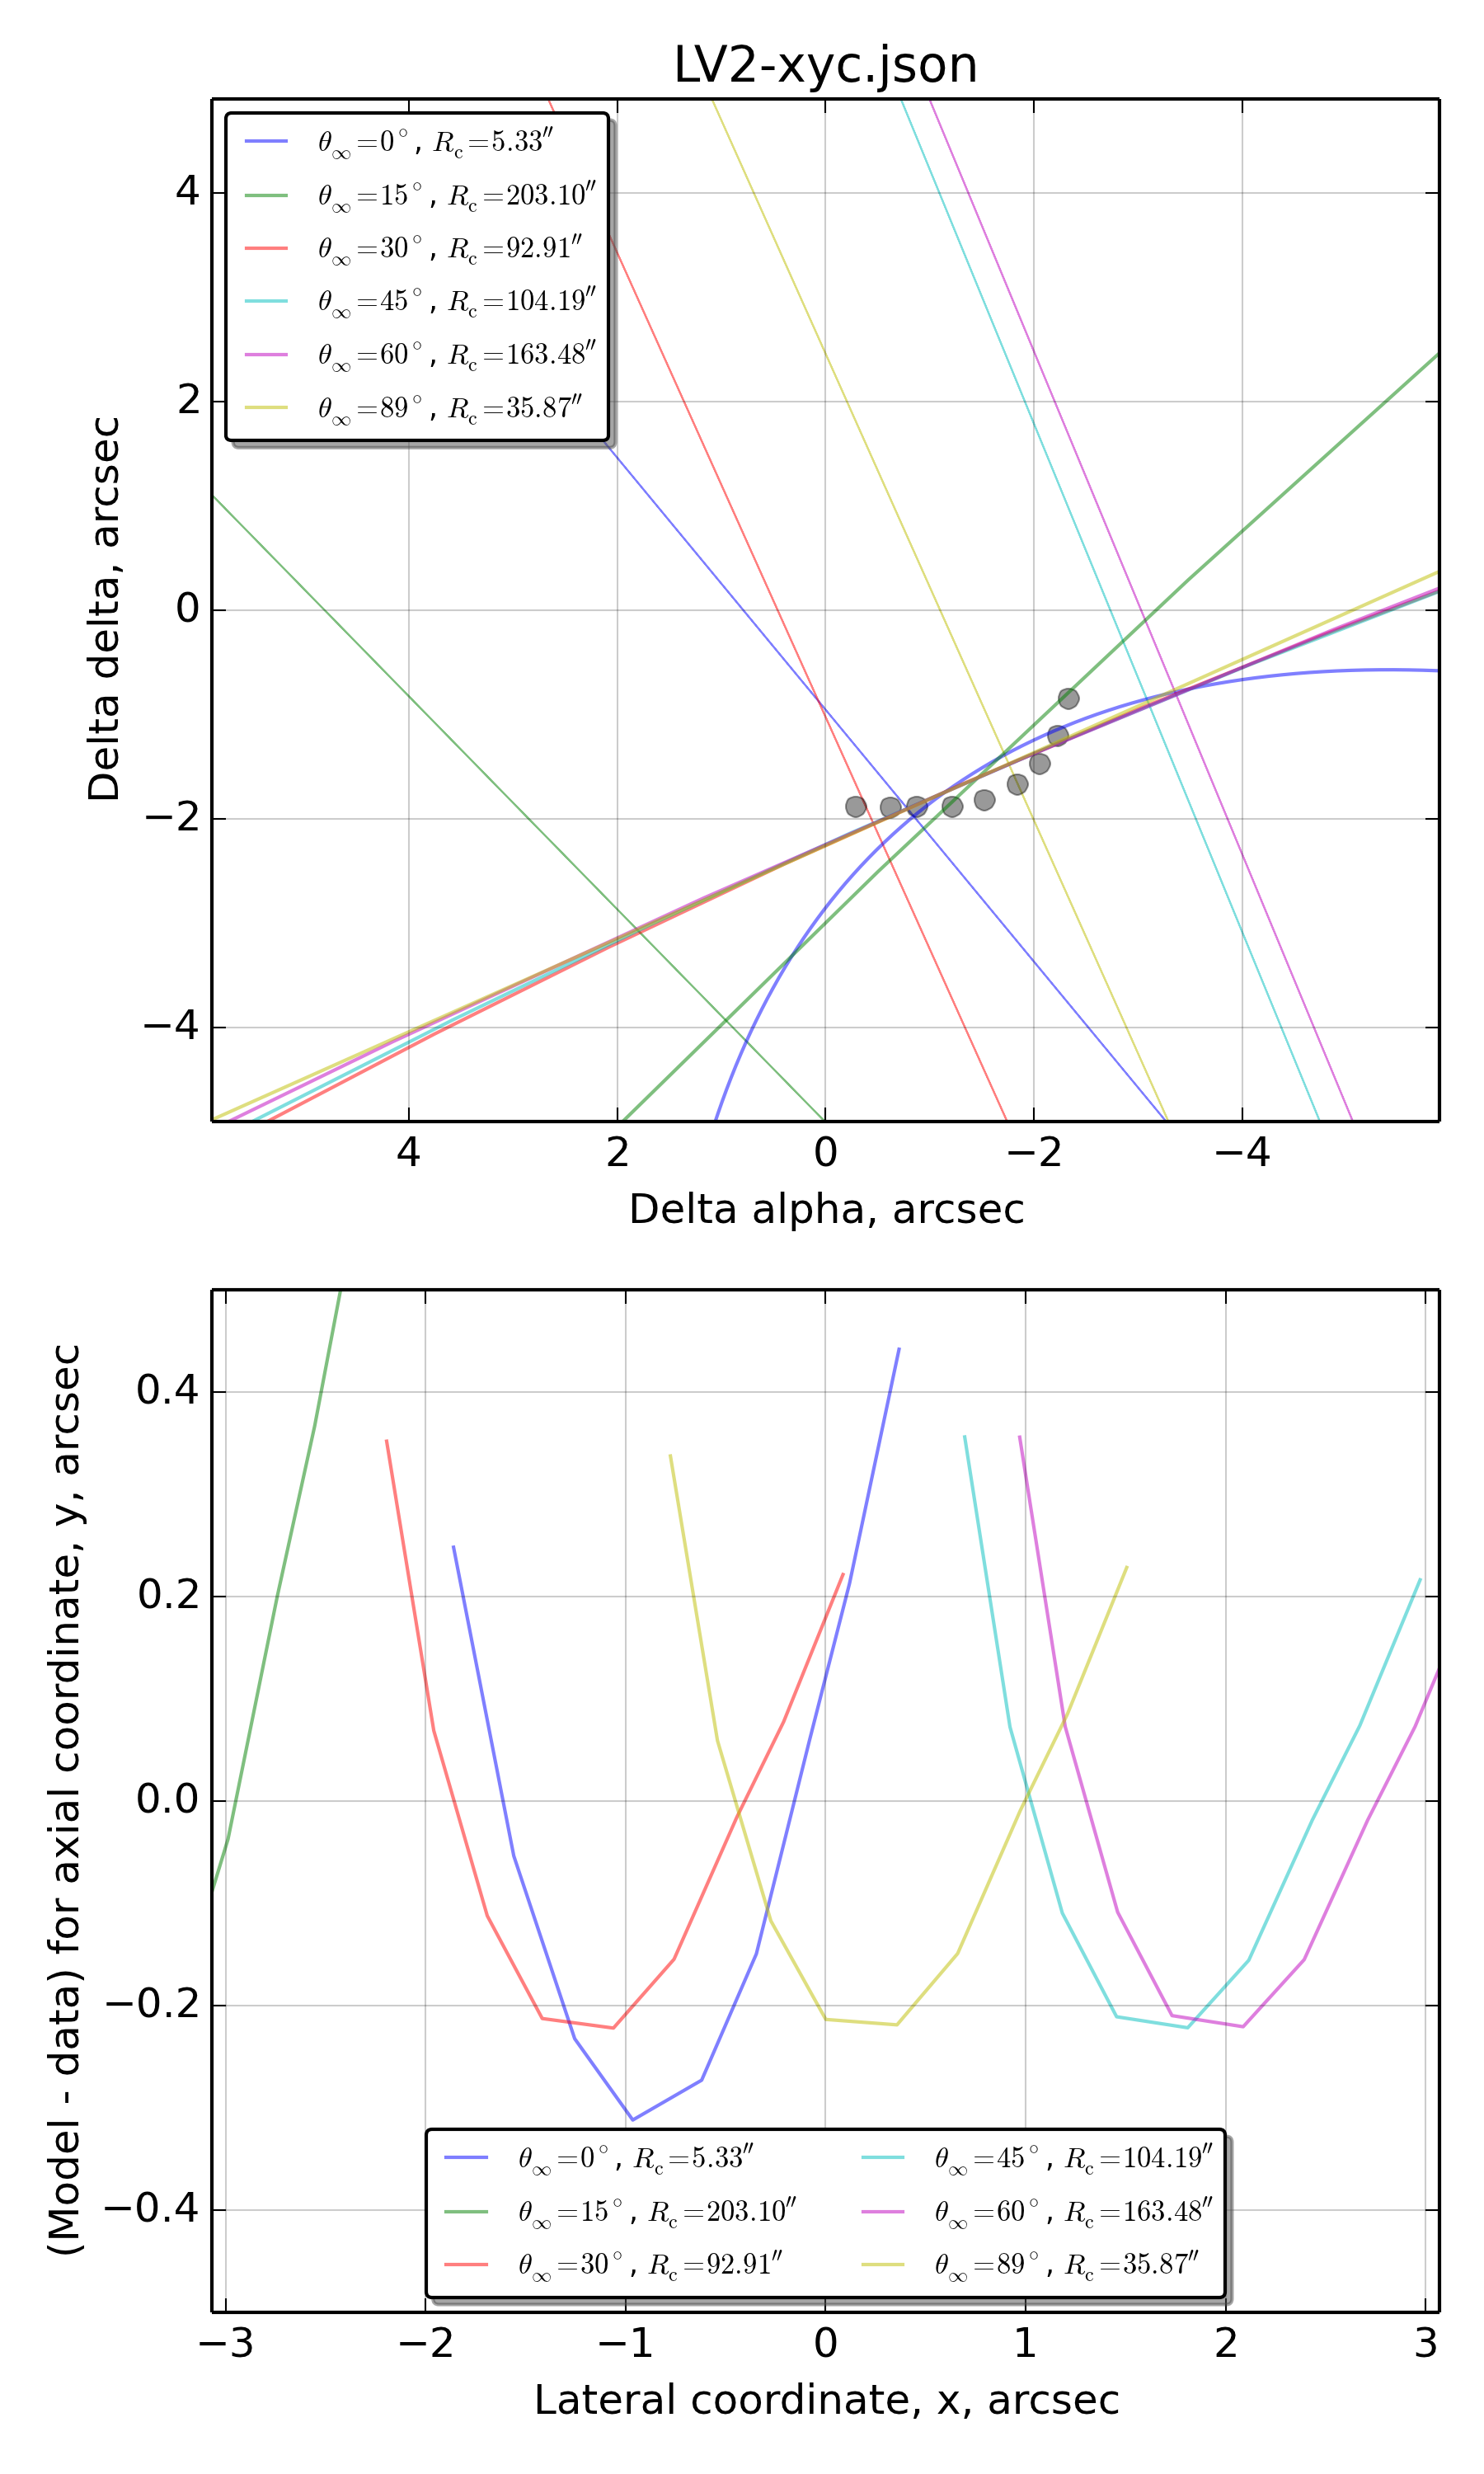 LV2-xyc.json
θ∞=0°, Rc=5.33″
θ∞=15°, Rc=203.10″
θ∞=30°, Rc=92.91″
θ∞=45°, Rc=104.19″
θ∞=60°, Rc=163.48″
θ∞=89°, Rc=35.87″
4
2
0
−2
−4
Delta delta, arcsec
4 2 0 −2 −4
Delta alpha, arcsec
0.4
0.2
0.0
−0.2
−0.4
(Model - data) for axial coordinate, y, arcsec
θ∞=0°, Rc=5.33″ θ∞=45°, Rc=104.19″
θ∞=15°, Rc=203.10″ θ∞=60°, Rc=163.48″
θ∞=30°, Rc=92.91″ θ∞=89°, Rc=35.87″
−3 −2 −1 0 1 2 3
Lateral coordinate, x, arcsec